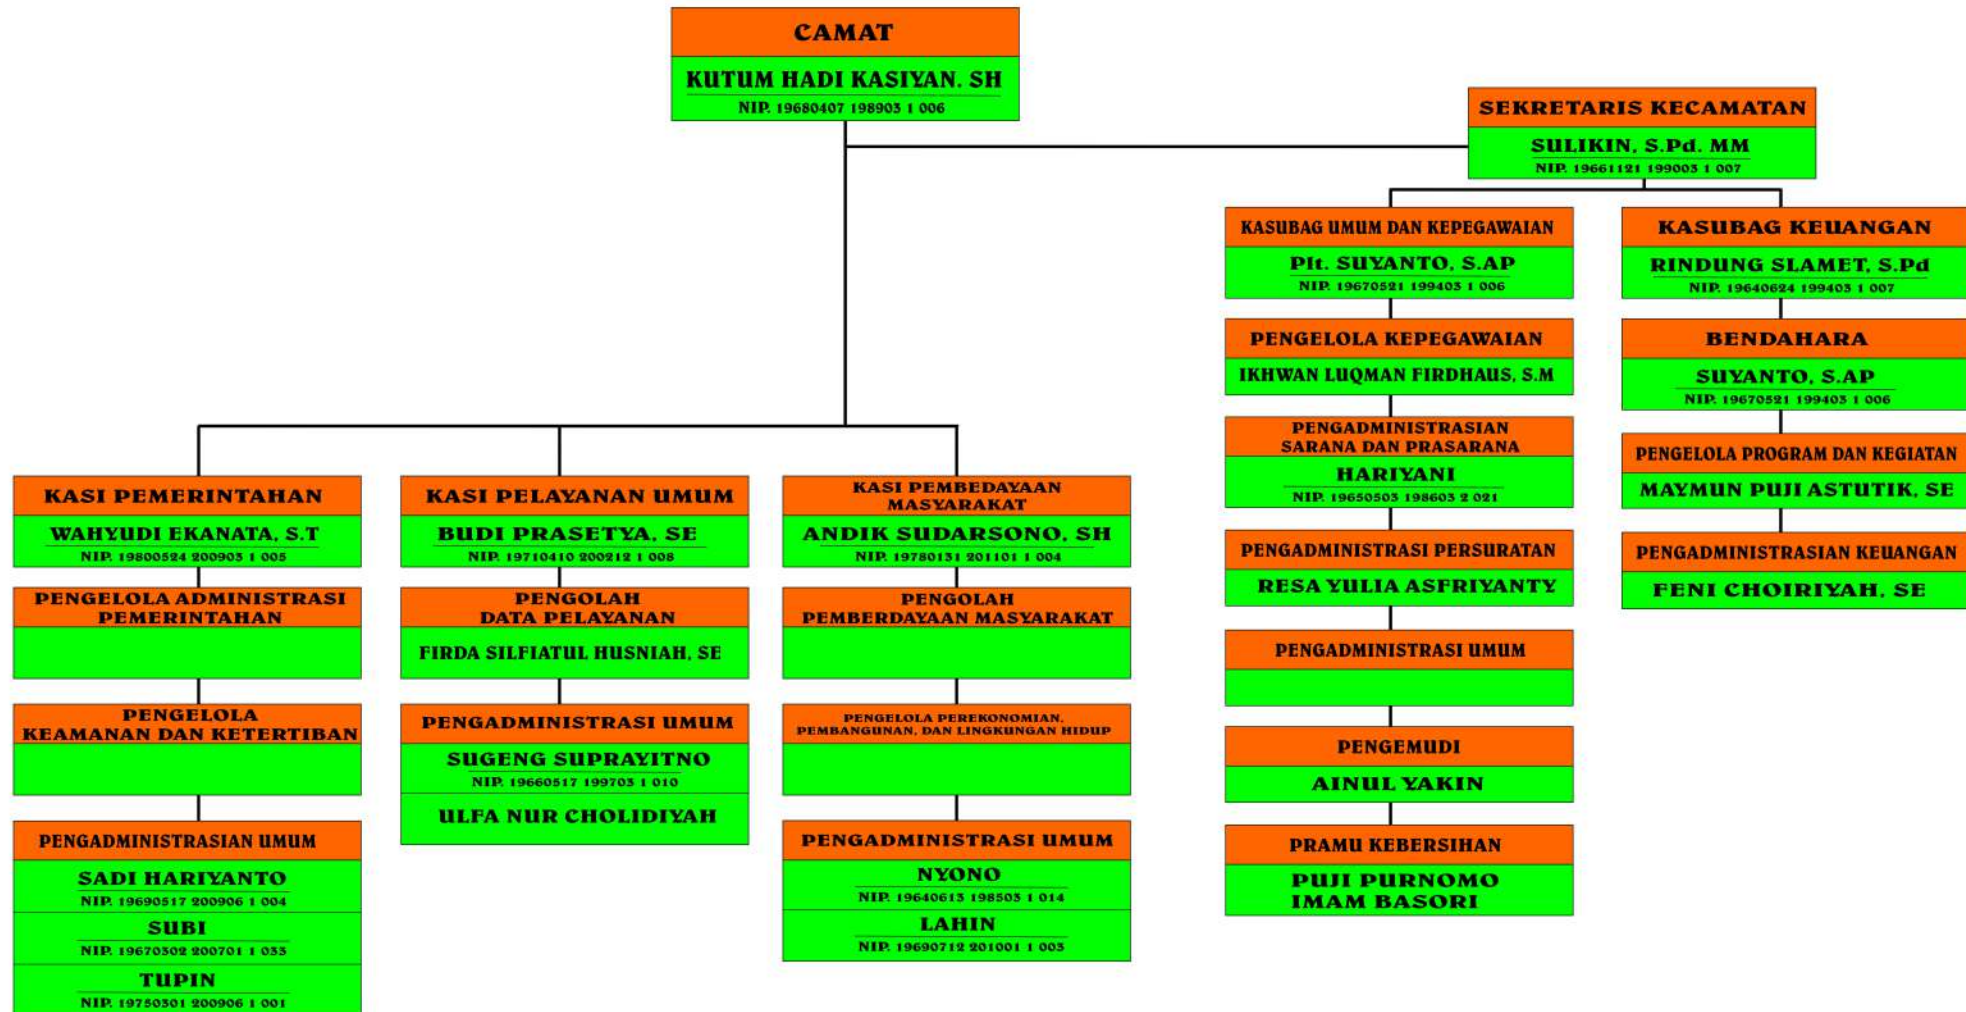 CAMAT
KUTUM HADI KASIYAN. SH
NIP. 19680407 198903 1 006
SEKRETARIS KECAMATAN
SULIKIN, S.Pd. MM
NIP. 19661121 199003 1 007
KASUBAG UMUM DAN KEPEGAWAIAN
Plt. SUYANTO, S.AP
NIP. 19670521 199403 1 006
PENGELOLA KEPEGAWAIAN
IKHWAN LUQMAN FIRDHAUS, S.M
PENGADMINISTRASIAN
SARANA DAN PRASARANA
HARIYANI
NIP. 19650503 198603 2 021
PENGADMINISTRASI PERSURATAN
RESA YULIA ASFRIYANTY
PENGADMINISTRASI UMUM
PENGEMUDI
AINUL YAKIN
PRAMU KEBERSIHAN
PUJI PURNOMO
IMAM BASORI
KASUBAG KEUANGAN
RINDUNG SLAMET, S.Pd
NIP. 19640624 199403 1 007
BENDAHARA
SUYANTO, S.AP
NIP. 19670521 199403 1 006
PENGELOLA PROGRAM DAN KEGIATAN
MAYMUN PUJI ASTUTIK, SE
PENGADMINISTRASIAN KEUANGAN
FENI CHOIRIYAH, SE
KASI PEMERINTAHAN
WAHYUDI EKANATA, S.T
NIP. 19800524 200903 1 005
PENGELOLA ADMINISTRASI
PEMERINTAHAN
PENGELOLA
KEAMANAN DAN KETERTIBAN
PENGADMINISTRASIAN UMUM
SADI HARIYANTO
NIP. 19690517 200906 1 004
SUBI
NIP. 19670302 200701 1 033
TUPIN
NIP. 19750301 200906 1 001
KASI PELAYANAN UMUM
BUDI PRASETYA, SE
NIP. 19710410 200212 1 008
PENGOLAH
DATA PELAYANAN
FIRDA SILFIATUL HUSNIAH, SE
PENGADMINISTRASI UMUM
SUGENG SUPRAYITNO
NIP. 19660517 199703 1 010
ULFA NUR CHOLIDIYAH
KASI PEMBEDAYAAN
MASYARAKAT
ANDIK SUDARSONO, SH
NIP. 19780131 201101 1 004
PENGOLAH
PEMBERDAYAAN MASYARAKAT
PENGELOLA PEREKONOMIAN,
PEMBANGUNAN, DAN LINGKUNGAN HIDUP
PENGADMINISTRASI UMUM
NYONO
NIP. 19640613 198503 1 014
LAHIN
NIP. 19690712 201001 1 003